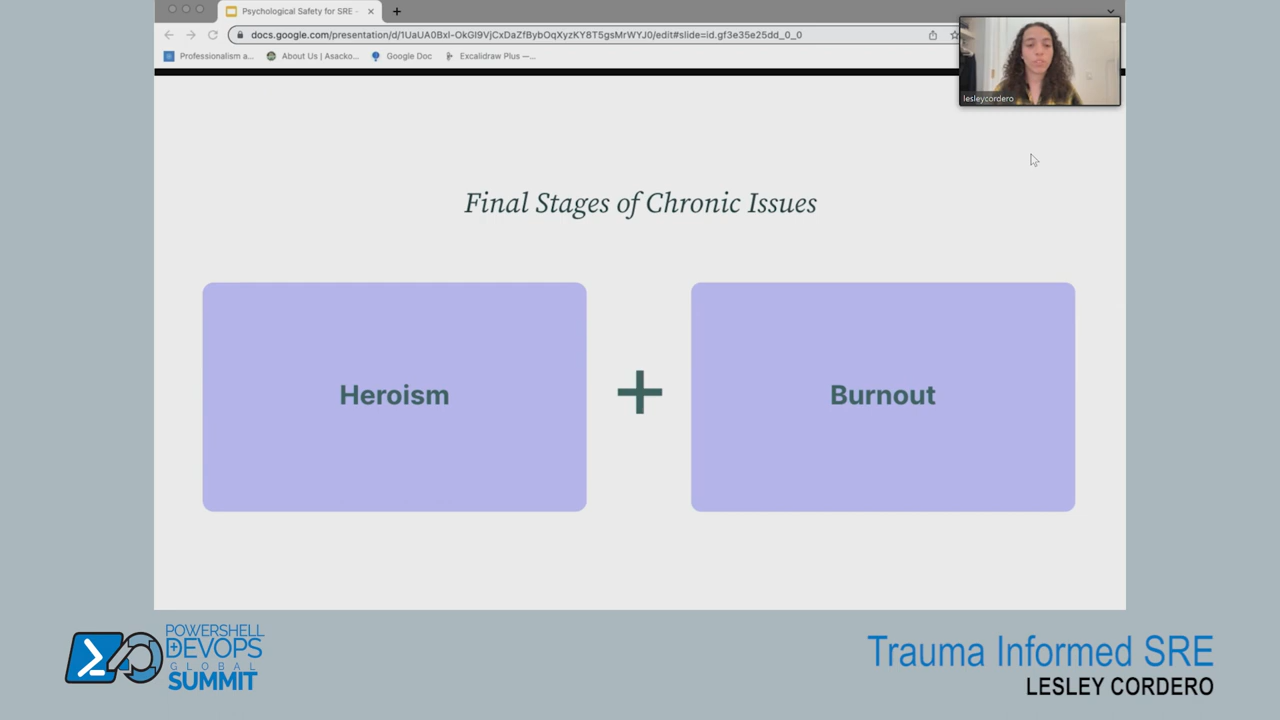 Psychological Safety for SRE -
docs.google.com/presentation/d/1UaUA0BxI-OkGI9VjCxDaZfBybOqXyzKY8T5gsMrWYJ0/edit#slide=id.gf3e35e25dd_0_0
Professionalism a... About Us | Asacko... Google Doc Excalidraw Plus —...
lesleycordero
Final Stages of Chronic Issues
Heroism + Burnout
POWERSHELL
DEVOPS
GLOBAL
SUMMIT
Trauma Informed SRE
LESLEY CORDERO